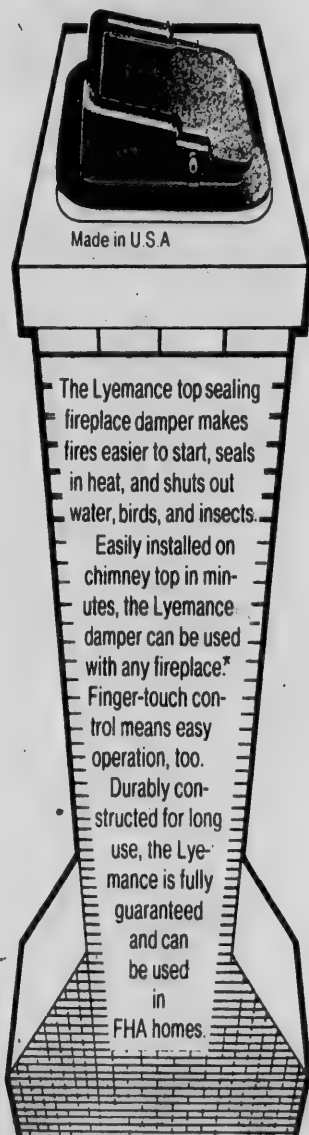 Made in U.S.A
The Lyemance top sealing
fireplace damper makes
fires easier to start, seals
in heat, and shuts out
water, birds, and insects.
Easily installed on
chimney top in min-
utes, the Lyemance
damper can be used
with any fireplace.*
Finger-touch con-
trol means easy
operation, too.
Durably con-
structed for long
use, the Lye-
mance is fully
guaranteed
and can
be used
in
FHA homes.